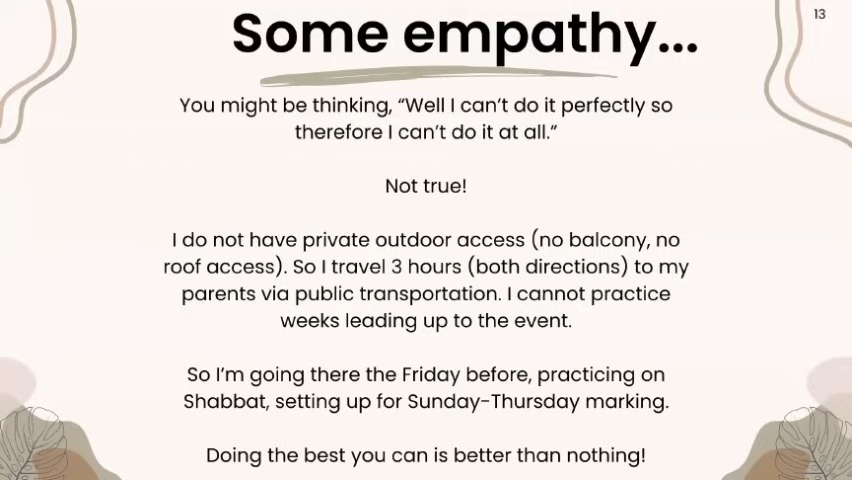 13
Some empathy...
You might be thinking, “Well I can’t do it perfectly so
therefore I can’t do it at all.”
Not true!
I do not have private outdoor access (no balcony, no
roof access). So I travel 3 hours (both directions) to my
parents via public transportation. I cannot practice
weeks leading up to the event.
So I’m going there the Friday before, practicing on
Shabbat, setting up for Sunday-Thursday marking.
Doing the best you can is better than nothing!